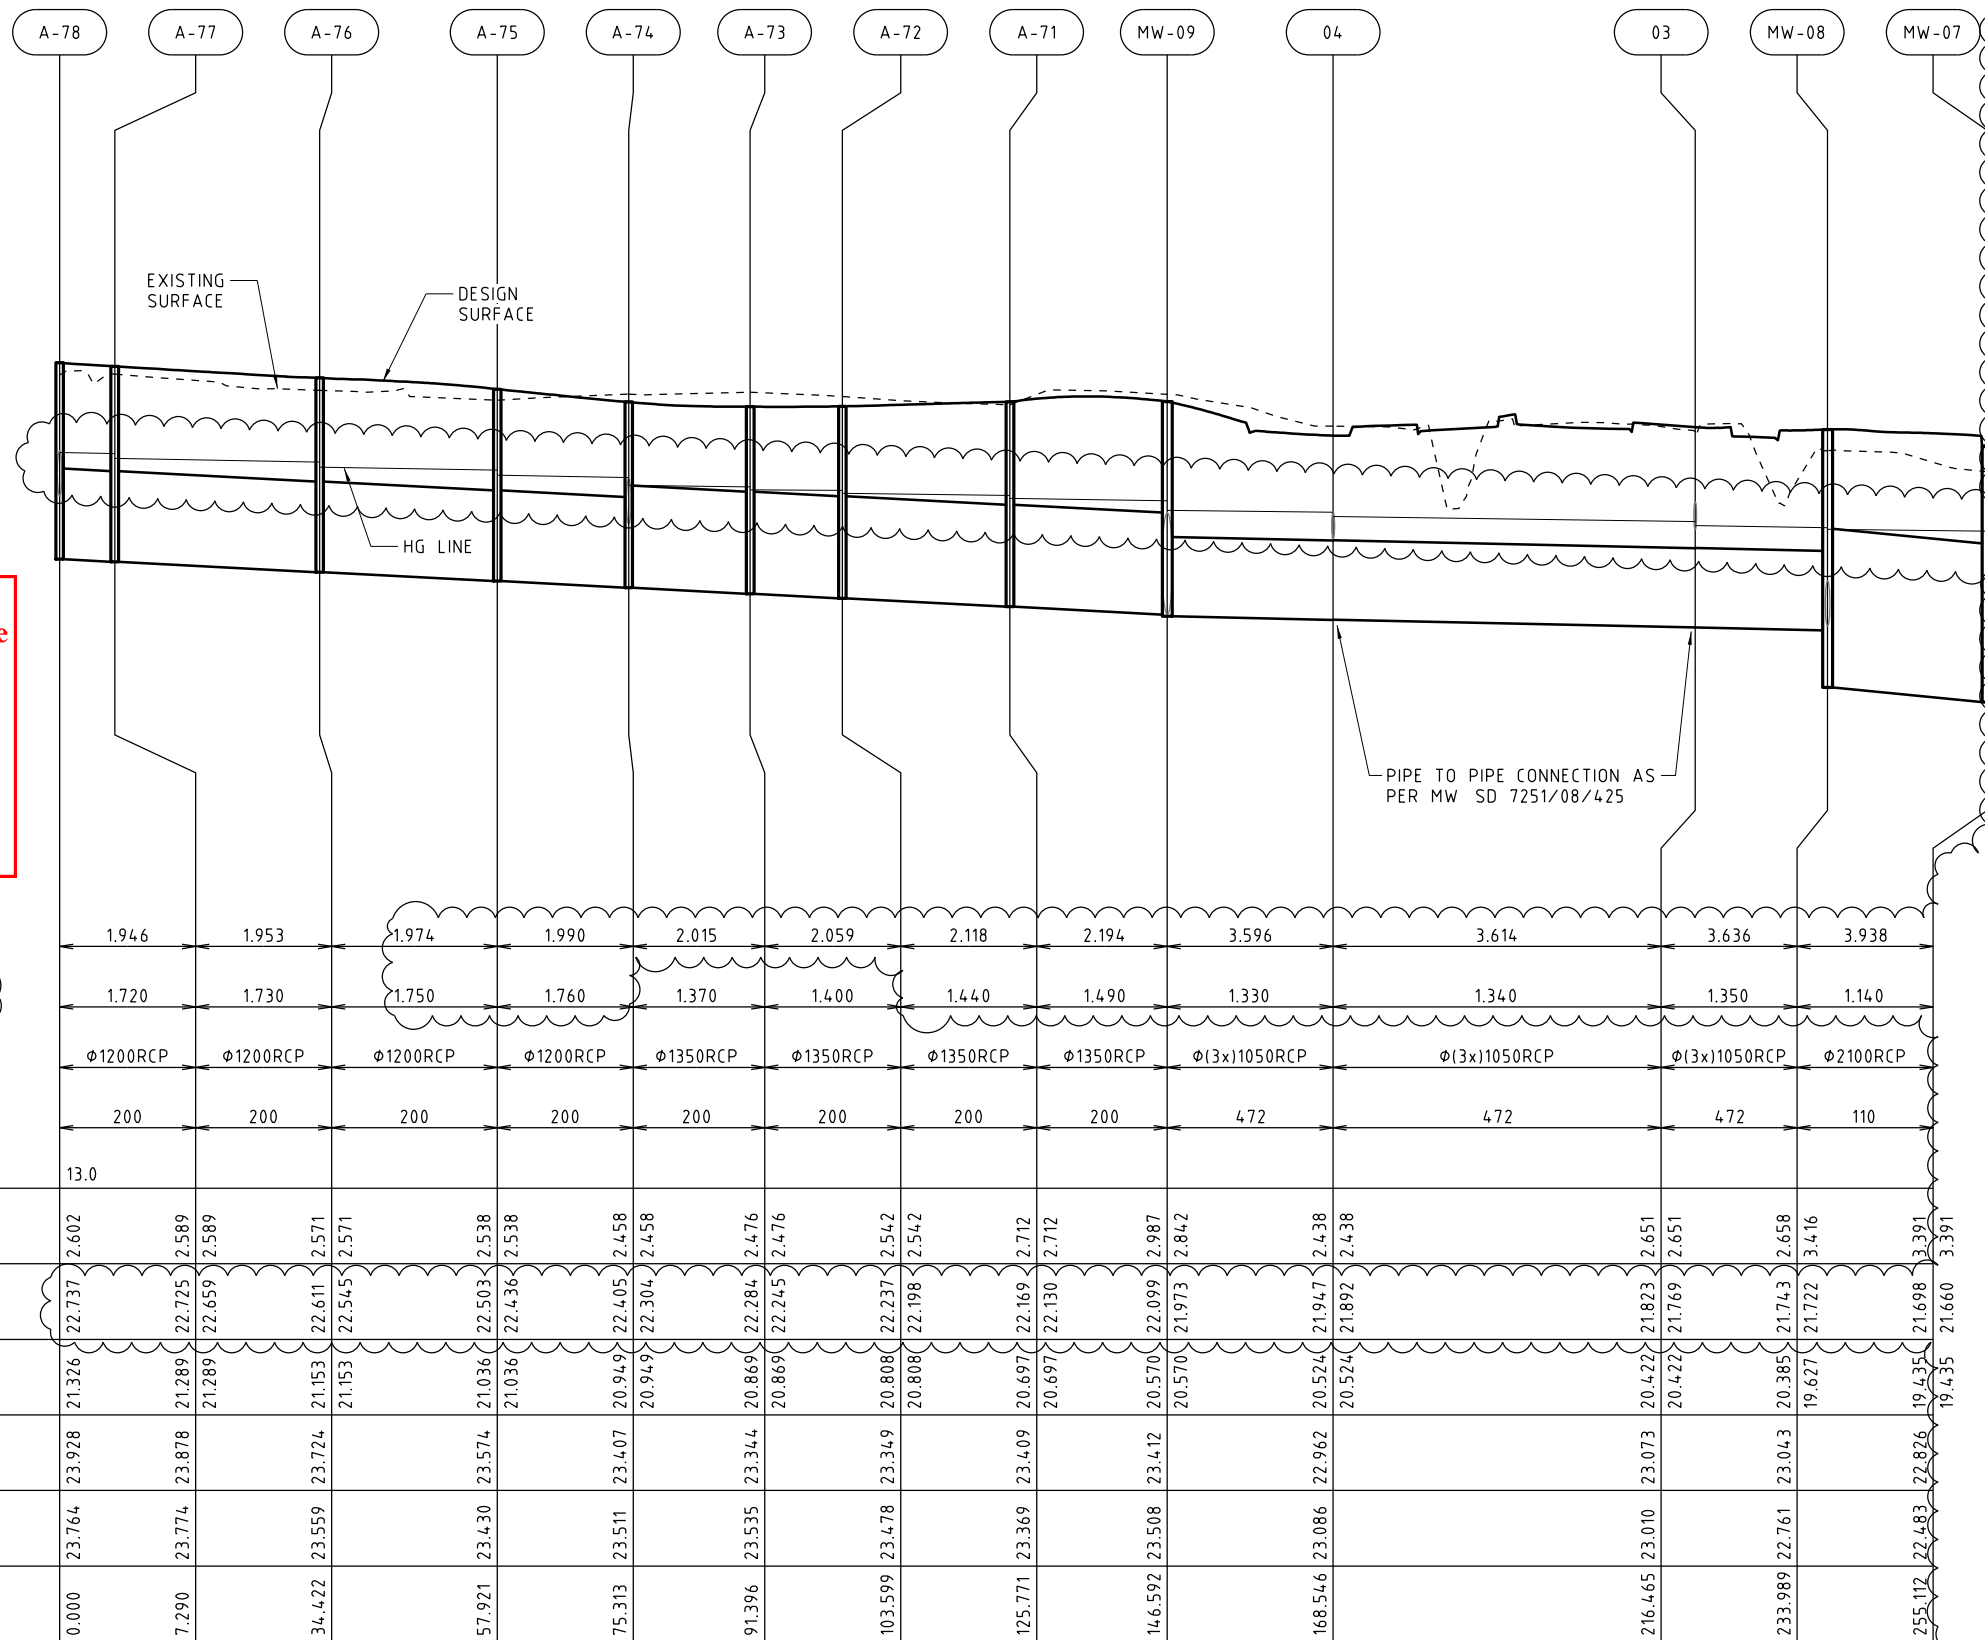 A-78 A-77 A-76 A-75 A-74 A-73 A-72 A-71 MW-09 04 03 MW-08 MW-07
EXISTING
SURFACE
DESIGN
SURFACE
HG LINE
e
PIPE TO PIPE CONNECTION AS
PER MW SD 7251/08/425
1.946 1.953 1.974 1.990 2.015 2.059 2.118 2.194 3.596 3.614 3.636 3.938
1.720 1.730 1.750 1.760 1.370 1.400 1.440 1.490 1.330 1.340 1.350 1.140
Φ1200RCP Φ1200RCP Φ1200RCP Φ1200RCP Φ1350RCP Φ1350RCP Φ1350RCP Φ1350RCP Φ(3x)1050RCP Φ(3x)1050RCP Φ(3x)1050RCP Φ2100RCP
200 200 200 200 200 200 200 200 472 472 472 110
13.0
2.602 2.589 2.589 2.571 2.571 2.538 2.538 2.458 2.458 2.476 2.476 2.542 2.542 2.712 2.712 2.987 2.842 2.438 2.438 2.651 2.651 2.658 3.416 3.391 3.391
22.737 22.725 22.659 22.611 22.545 22.503 22.436 22.405 22.304 22.284 22.245 22.237 22.198 22.169 22.130 22.099 21.973 21.947 21.892 21.823 21.769 21.743 21.722 21.698 21.660
21.326 21.289 21.289 21.153 21.153 21.036 21.036 20.949 20.949 20.869 20.869 20.808 20.808 20.697 20.697 20.570 20.570 20.524 20.524 20.422 20.422 20.385 19.627 19.435 19.435
23.928 23.878 23.724 23.574 23.407 23.344 23.349 23.409 23.412 22.962 23.073 23.043 22.826
23.764 23.774 23.559 23.430 23.511 23.535 23.478 23.369 23.508 23.086 23.010 22.761 22.483
0.000 7.290 34.422 57.921 75.313 91.396 103.599 125.771 146.592 168.546 216.465 233.989 255.112